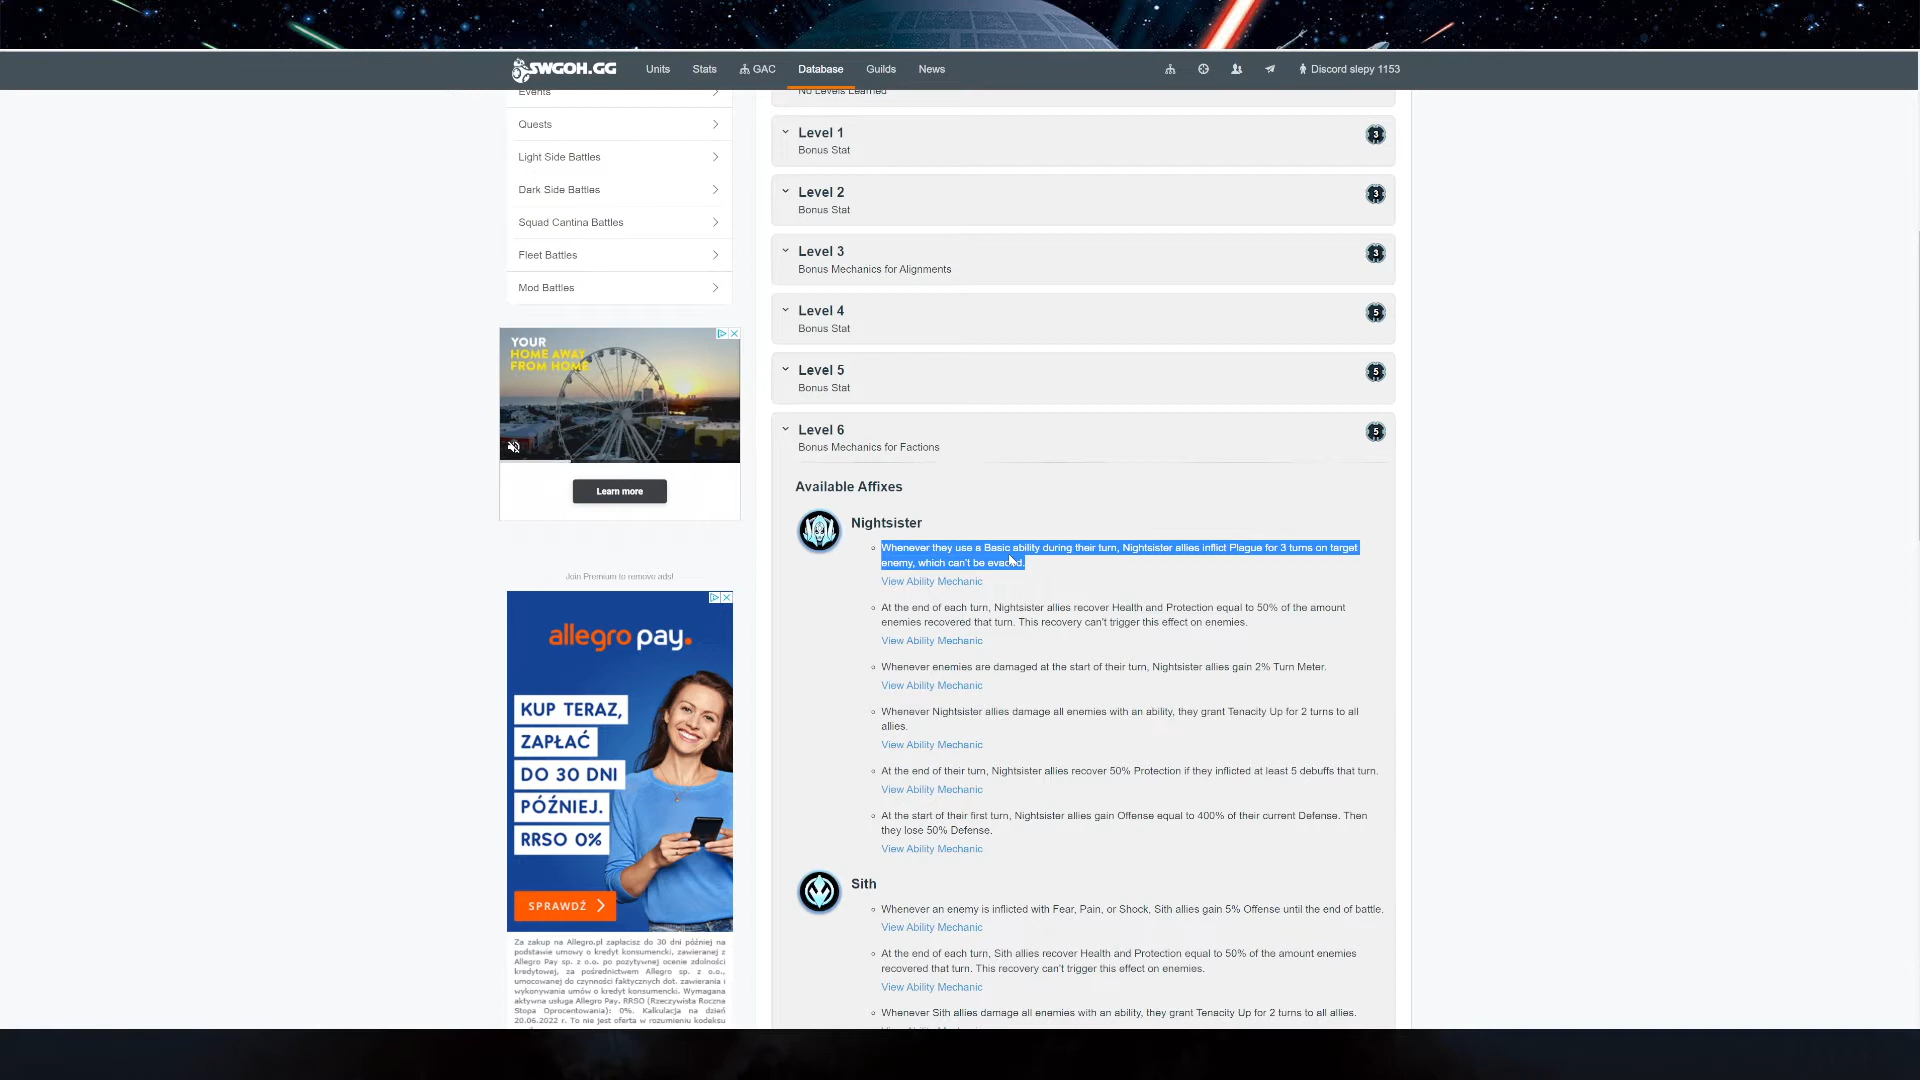 SWGOH.GG
Units
Stats
GAC
Database
Guilds
News
Discord slepy 1153
Events
Quests
Light Side Battles
Dark Side Battles
Squad Cantina Battles
Fleet Battles
Mod Battles
YOUR
HOME AWAY
FROM HOME
Learn more
Join Premium to remove ads!
allegro pay.
KUP TERAZ,
ZAPŁAĆ
DO 30 DNI
PÓŹNIEJ.
RRSO 0%
SPRAWDŹ
Za zakup na Allegro.pl zapłacisz do 30 dni później na
podstawie umowy o kredyt konsumencki, zawieranej z
Allegro Pay sp. z o.o. po pozytywnej ocenie zdolności
kredytowej, za pośrednictwem Allegro sp. z o.o.,
umocowanej do czynności faktycznych dot. zawierania i
wykonywania umów o kredyt konsumencki. Wymagana
aktywna usługa Allegro Pay. RRSO (Rzeczywista Roczna
Stopa Oprocentowania): 0%. Kalkulacja na dzień
20.06.2022 r. To nie jest oferta w rozumieniu kodeksu
No Levels Learned
Level 1
Bonus Stat
3
Level 2
Bonus Stat
3
Level 3
Bonus Mechanics for Alignments
3
Level 4
Bonus Stat
5
Level 5
Bonus Stat
5
Level 6
Bonus Mechanics for Factions
5
Available Affixes
Nightsister
Whenever they use a Basic ability during their turn, Nightsister allies inflict Plague for 3 turns on target
enemy, which can't be evaded.
View Ability Mechanic
At the end of each turn, Nightsister allies recover Health and Protection equal to 50% of the amount
enemies recovered that turn. This recovery can't trigger this effect on enemies.
View Ability Mechanic
Whenever enemies are damaged at the start of their turn, Nightsister allies gain 2% Turn Meter.
View Ability Mechanic
Whenever Nightsister allies damage all enemies with an ability, they grant Tenacity Up for 2 turns to all
allies.
View Ability Mechanic
At the end of their turn, Nightsister allies recover 50% Protection if they inflicted at least 5 debuffs that turn.
View Ability Mechanic
At the start of their first turn, Nightsister allies gain Offense equal to 400% of their current Defense. Then
they lose 50% Defense.
View Ability Mechanic
Sith
Whenever an enemy is inflicted with Fear, Pain, or Shock, Sith allies gain 5% Offense until the end of battle.
View Ability Mechanic
At the end of each turn, Sith allies recover Health and Protection equal to 50% of the amount enemies
recovered that turn. This recovery can't trigger this effect on enemies.
View Ability Mechanic
Whenever Sith allies damage all enemies with an ability, they grant Tenacity Up for 2 turns to all allies.